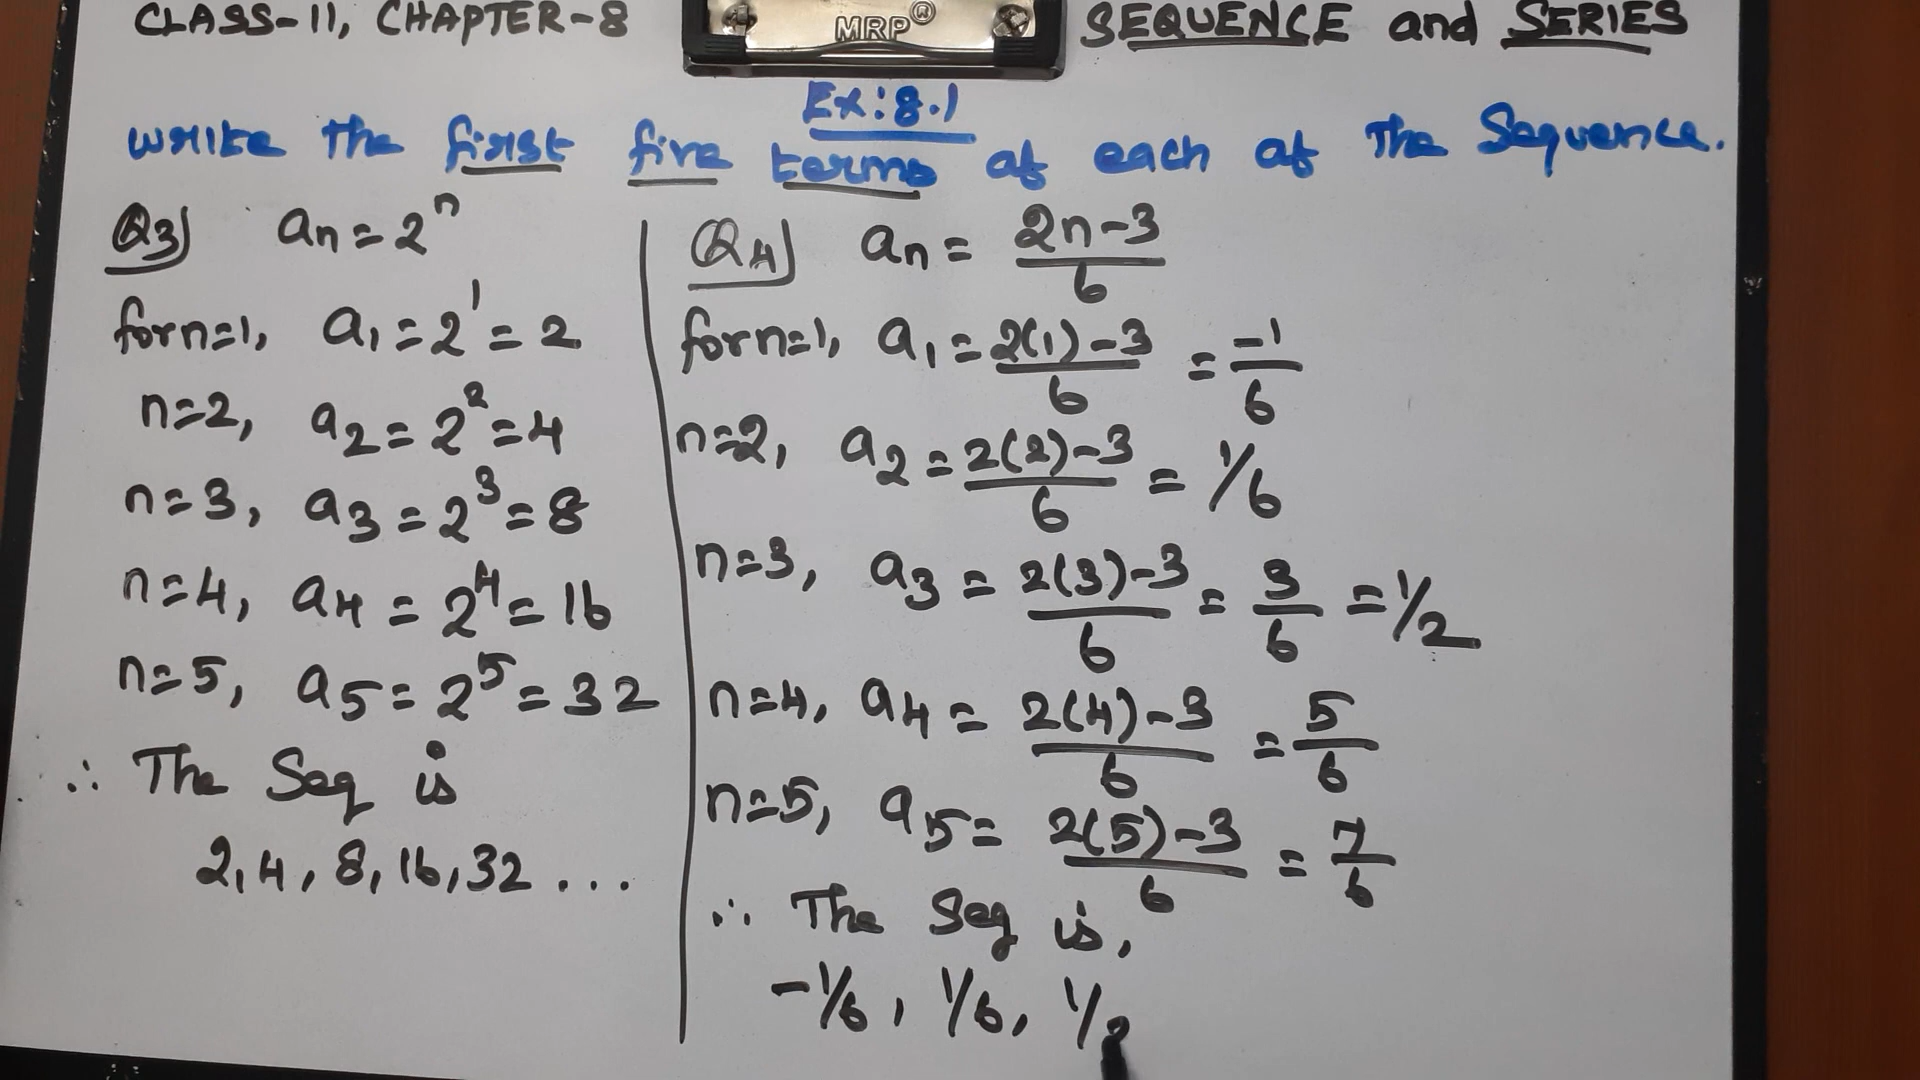 CLASS-11, CHAPTER-8
MRP®
SEQUENCE and SERIES
Ex:8.1
write the first five terms of each of the Sequence.
Q3) an = 2^n
for n=1, a1 = 2^1 = 2
n=2, a2 = 2^2 = 4
n=3, a3 = 2^3 = 8
n=4, a4 = 2^4 = 16
n=5, a5 = 2^5 = 32
∴ The Seq is
2,4,8,16,32...
Q4) an = (2n-3)/6
for n=1, a1 = (2(1)-3)/6 = -1/6
n=2, a2 = (2(2)-3)/6 = 1/6
n=3, a3 = (2(3)-3)/6 = 3/6 = 1/2
n=4, a4 = (2(4)-3)/6 = 5/6
n=5, a5 = (2(5)-3)/6 = 7/6
∴ The Seq is,
-1/6, 1/6, 1/2